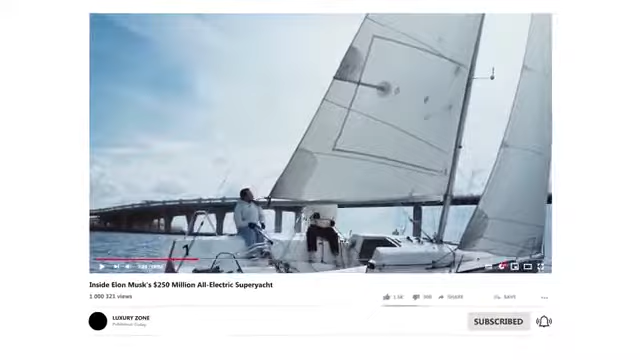 Inside Elon Musk's $250 Million All-Electric Superyacht
1 000 321 views
SHARE
SAVE
LUXURY ZONE
SUBSCRIBED